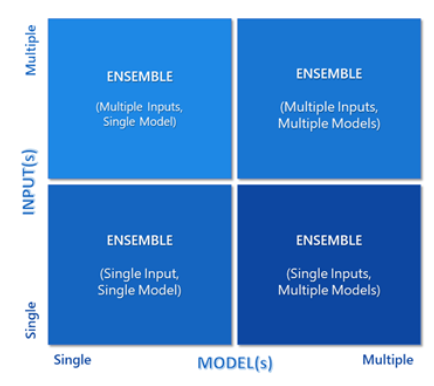 Multiple
ENSEMBLE
(Multiple Inputs,
Single Model)
ENSEMBLE
(Multiple Inputs,
Multiple Models)
INPUT(s)
ENSEMBLE
(Single Input,
Single Model)
ENSEMBLE
(Single Inputs,
Multiple Models)
Single
Single
MODEL(s)
Multiple